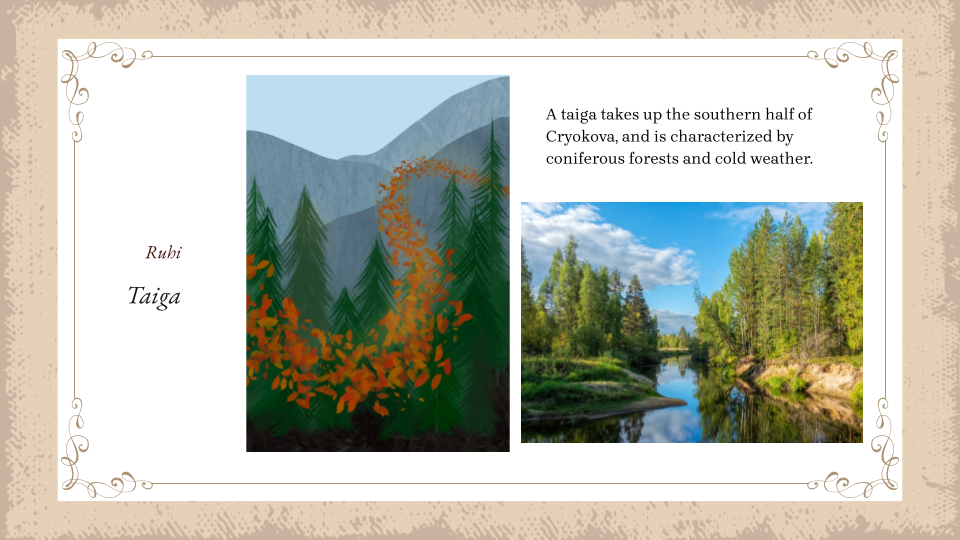 Ruhi
Taiga
A taiga takes up the southern half of
Cryokova, and is characterized by
coniferous forests and cold weather.